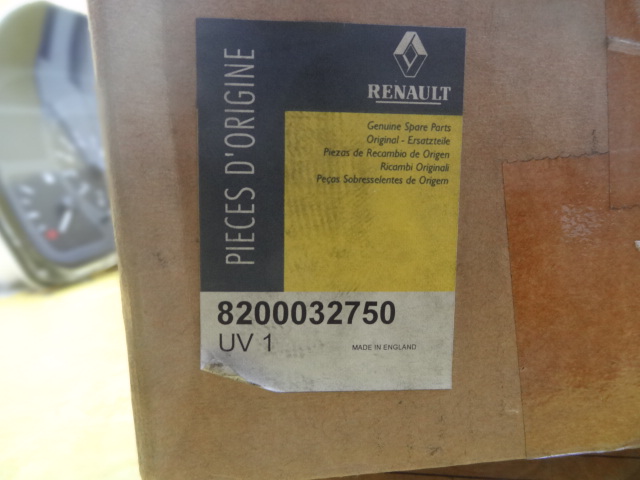 PIECES D'ORIGINE
RENAULT
Genuine Spare Parts
Original - Ersatzteile
Piezas de Recambio de Origen
Ricambi Originali
Peças Sobresselentes de Origem
8200032750
UV 1
MADE IN ENGLAND